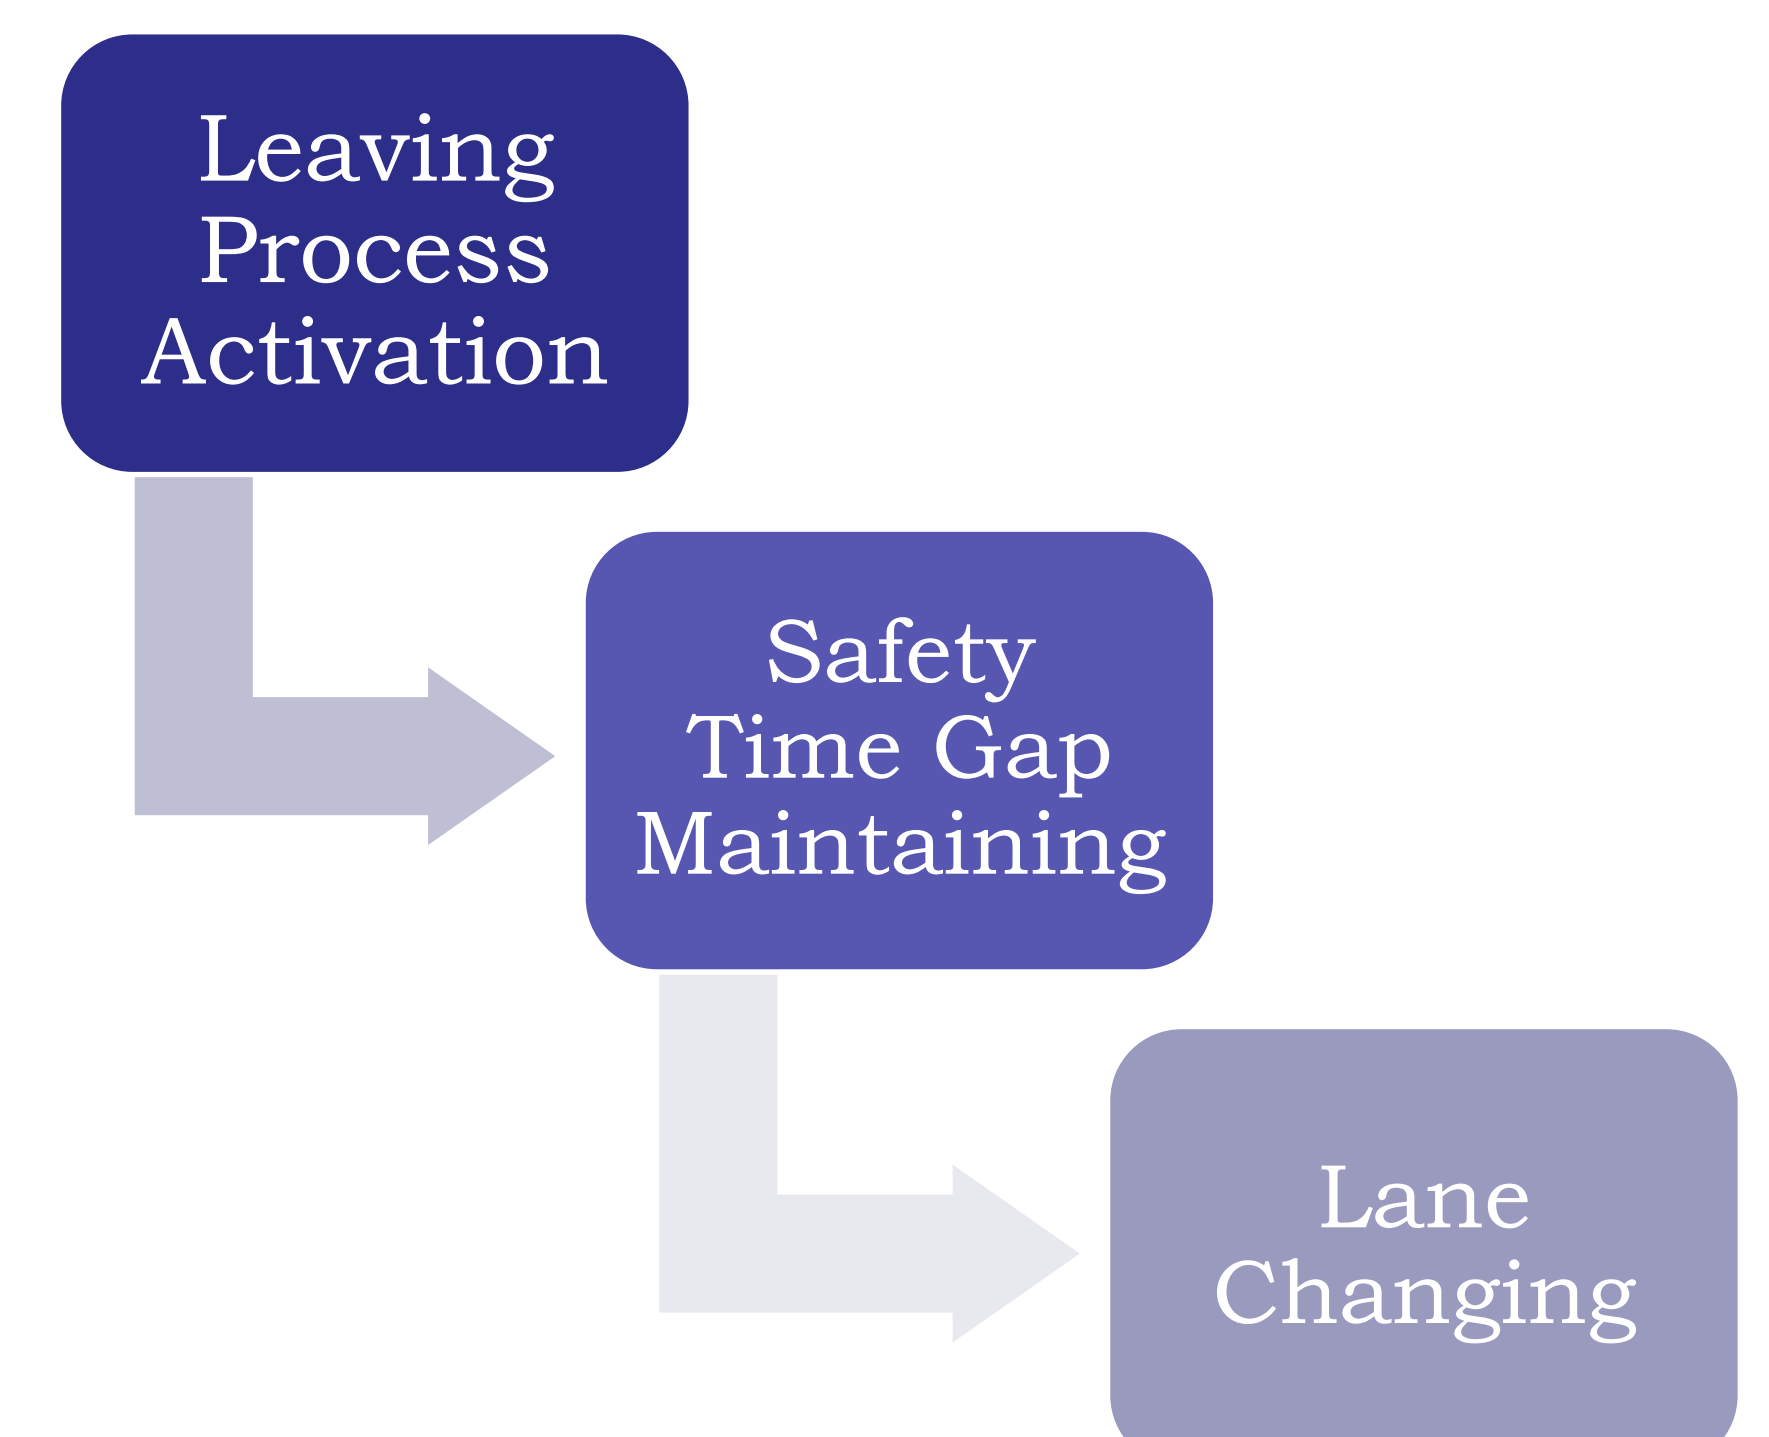 Leaving
Process
Activation
Safety
Time Gap
Maintaining
Lane
Changing